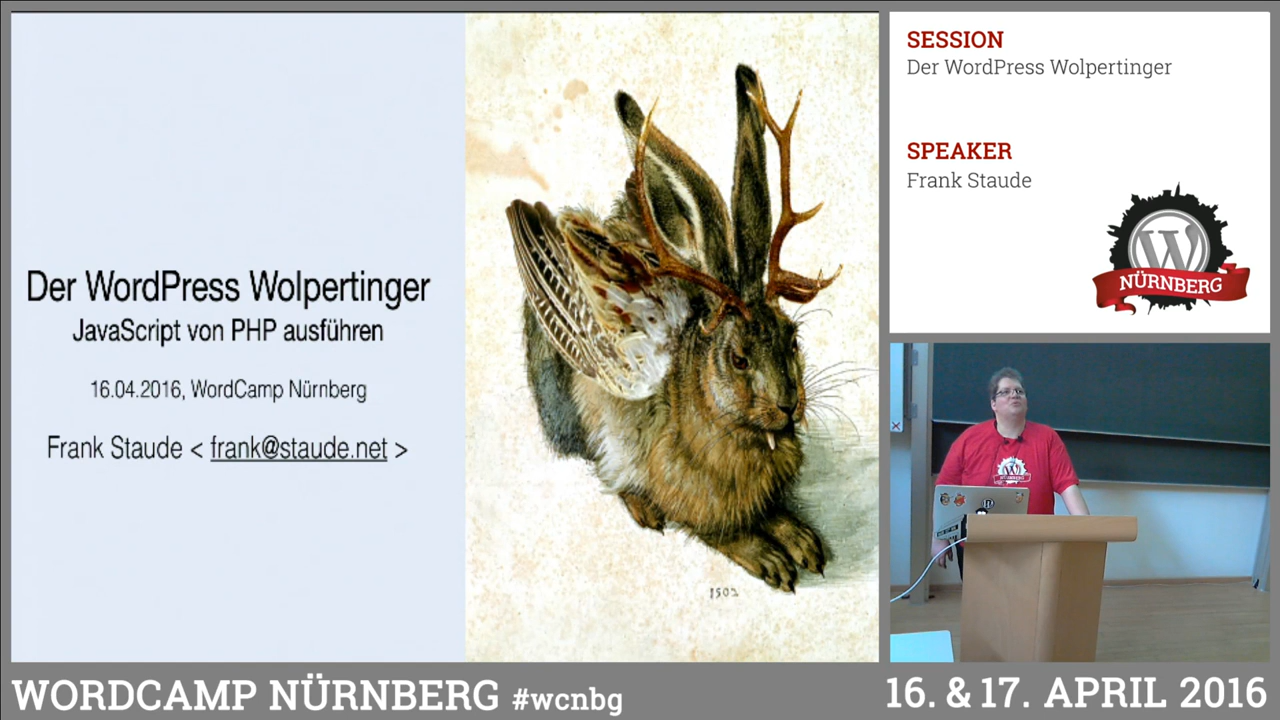 Der WordPress Wolpertinger
JavaScript von PHP ausführen
16.04.2016, WordCamp Nürnberg
Frank Staude < frank@staude.net >
1502
SESSION
Der WordPress Wolpertinger
SPEAKER
Frank Staude
W
NÜRNBERG
NÜRNBERG
WORDCAMP NÜRNBERG #wcnbg
16. & 17. APRIL 2016